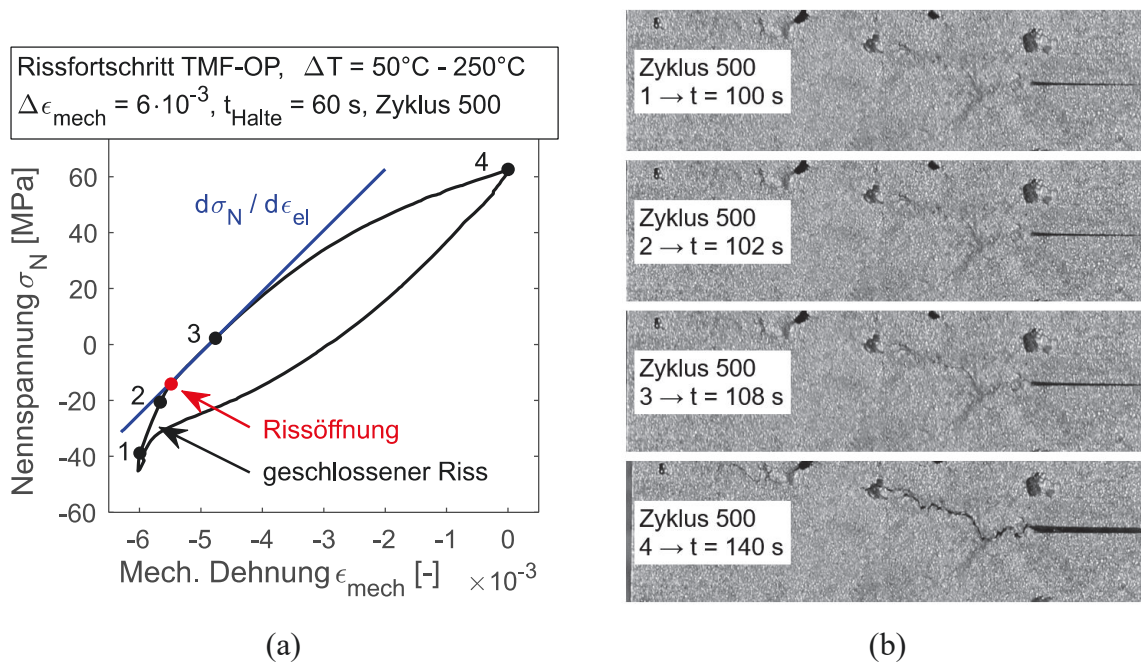 Rissfortschritt TMF-OP, ΔT = 50°C - 250°C
Δϵmech = 6·10⁻³, tHalte = 60 s, Zyklus 500
60
40
20
0
-20
-40
-60
Nennspannung σN [MPa]
dσN / dϵel
4
3
2
1
Rissöffnung
geschlossener Riss
-6 -5 -4 -3 -2 -1 0
Mech. Dehnung ϵmech [-] ×10⁻³
(a)
Zyklus 500
1 → t = 100 s
Zyklus 500
2 → t = 102 s
Zyklus 500
3 → t = 108 s
Zyklus 500
4 → t = 140 s
(b)